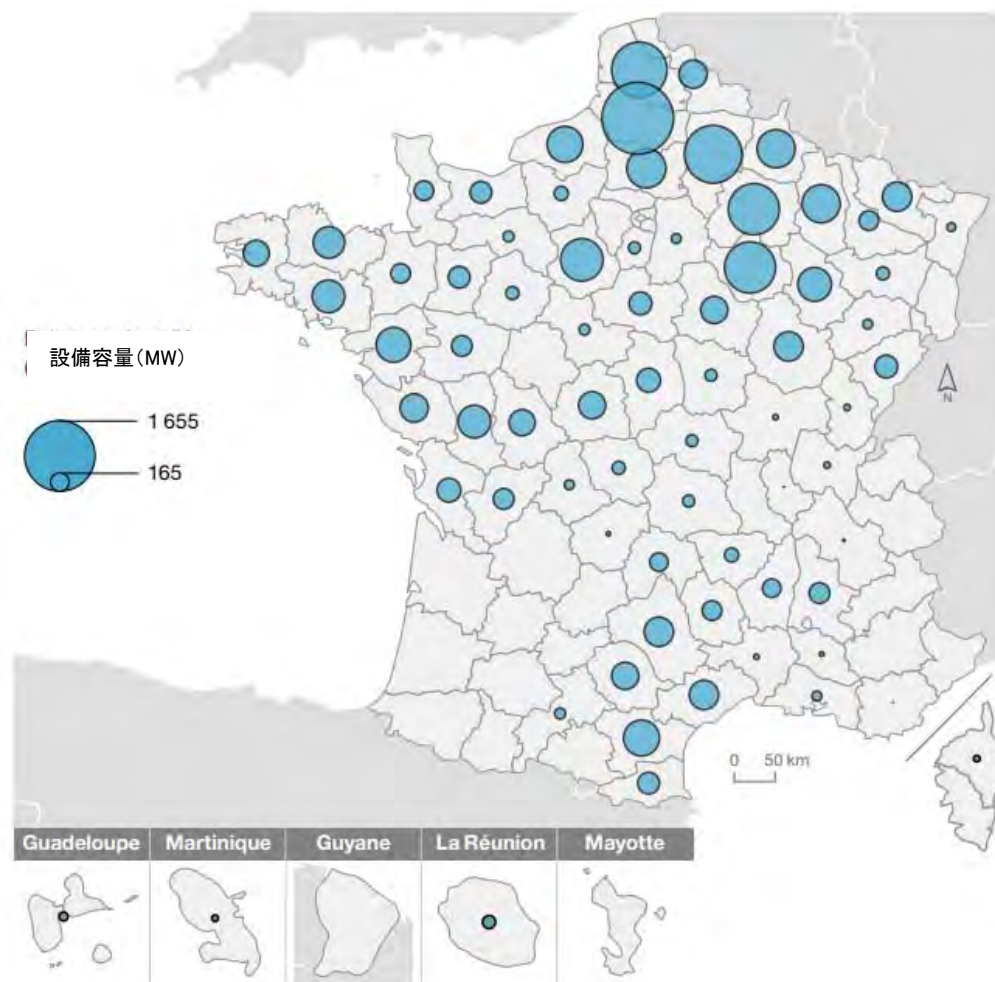 設備容量(MW)
1 655
165
N
0 50 km
Guadeloupe Martinique Guyane La Réunion Mayotte